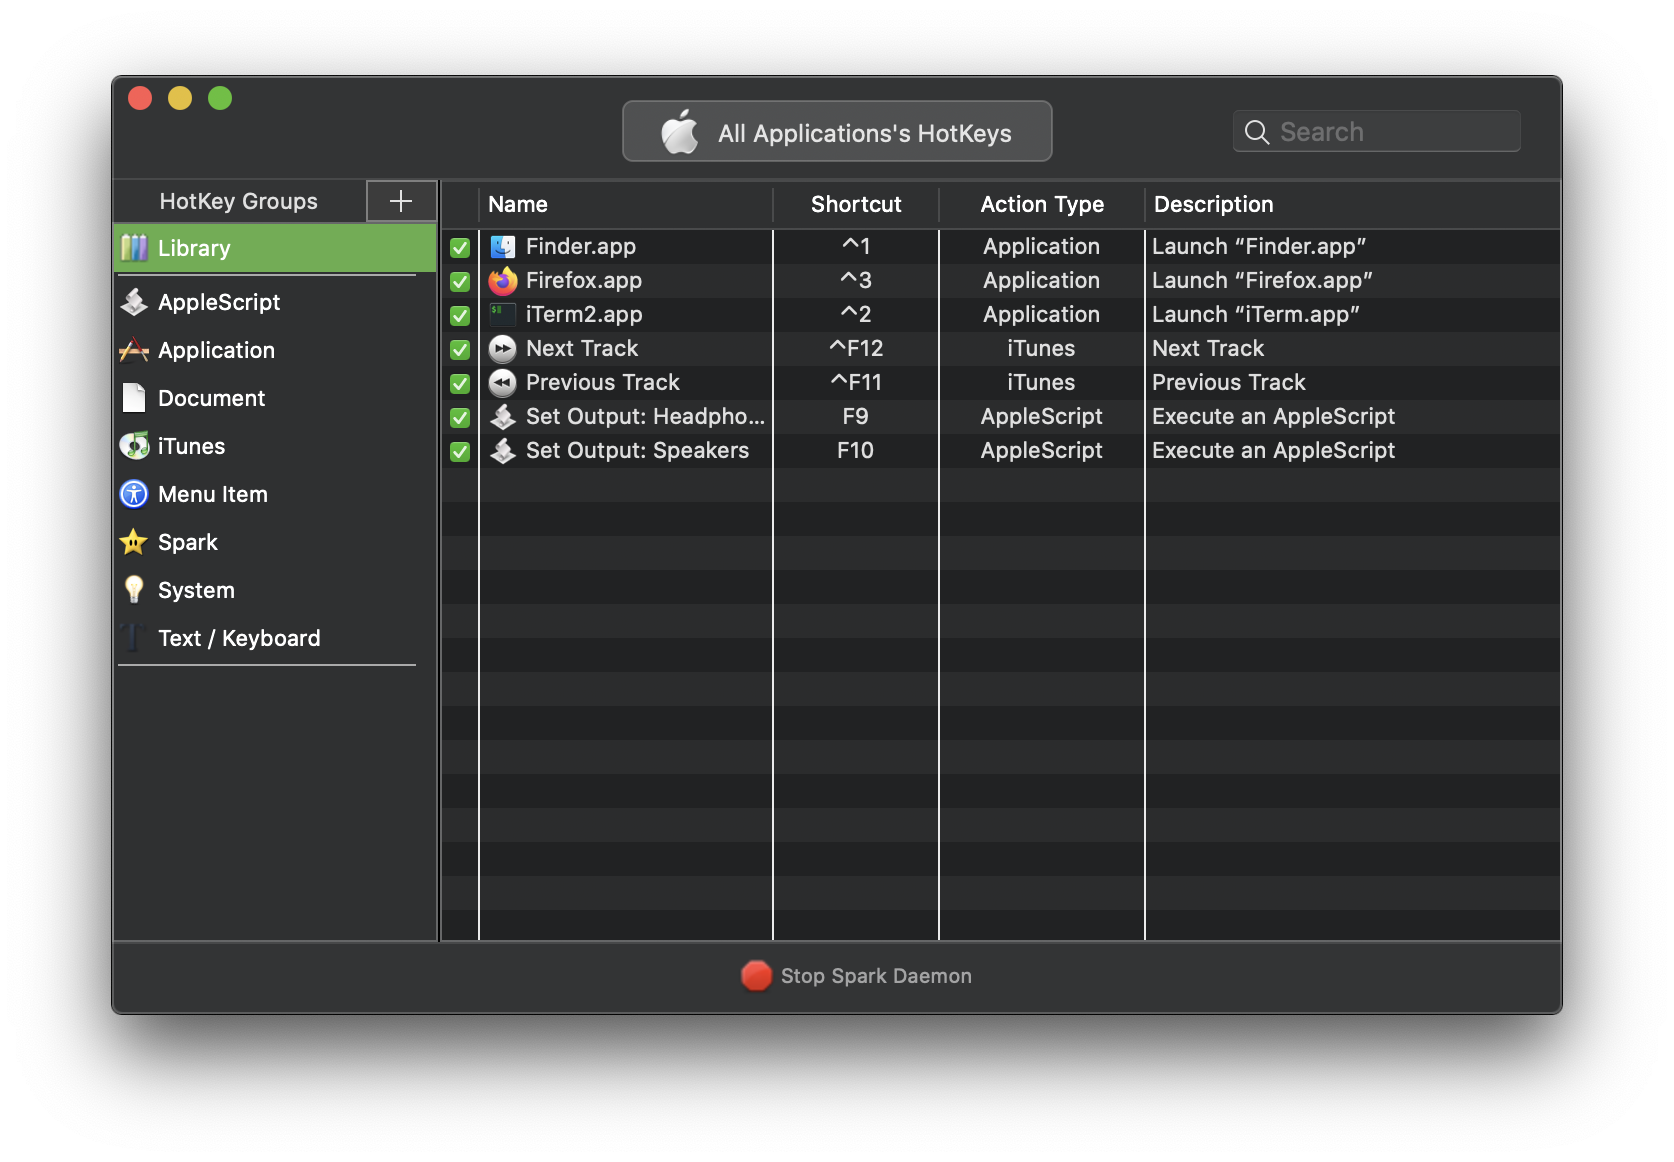 All Applications's HotKeys
Search
HotKey Groups
Library
AppleScript
Application
Document
iTunes
Menu Item
Spark
System
Text / Keyboard
Name Shortcut Action Type Description
Finder.app ^1 Application Launch “Finder.app”
Firefox.app ^3 Application Launch “Firefox.app”
iTerm2.app ^2 Application Launch “iTerm.app”
Next Track ^F12 iTunes Next Track
Previous Track ^F11 iTunes Previous Track
Set Output: Headpho... F9 AppleScript Execute an AppleScript
Set Output: Speakers F10 AppleScript Execute an AppleScript
Stop Spark Daemon